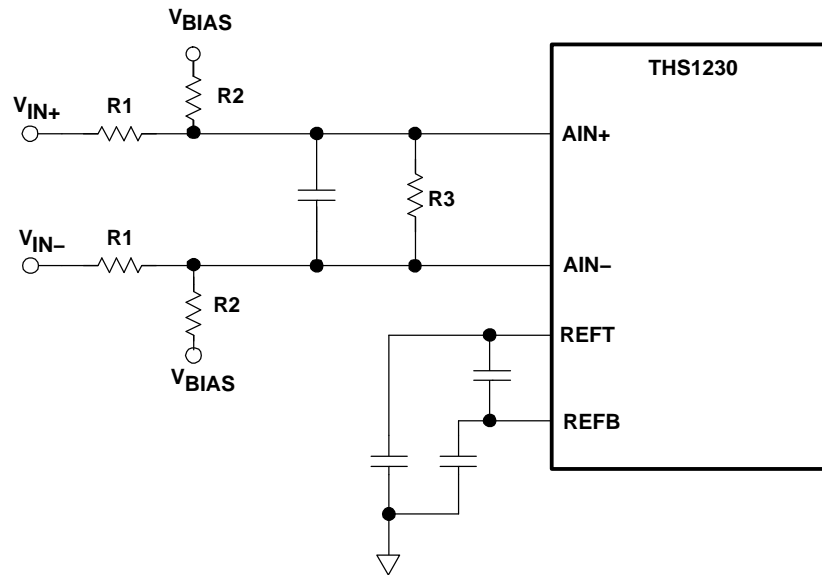 VBIAS
THS1230
R2
VIN+
R1
AIN+
R3
VIN–
R1
AIN–
R2
REFT
VBIAS
REFB